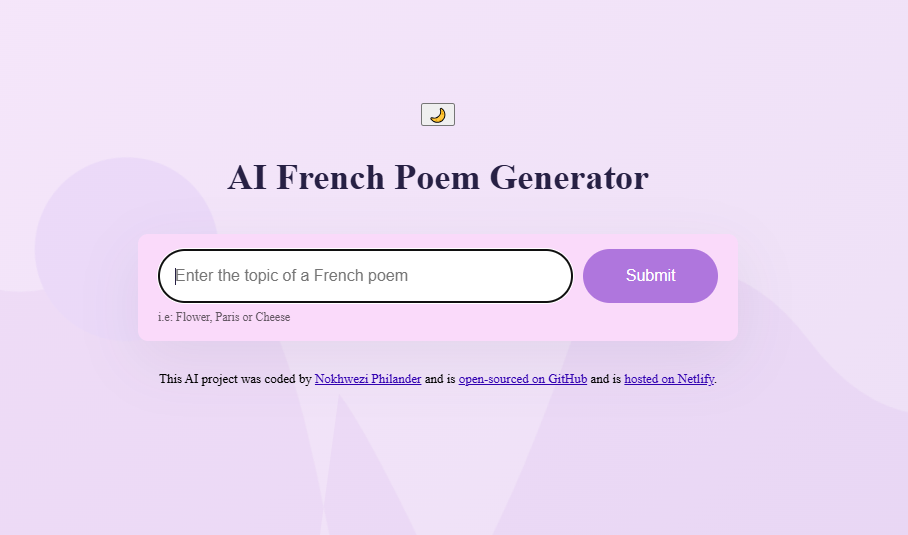 AI French Poem Generator
Enter the topic of a French poem
Submit
i.e: Flower, Paris or Cheese
This AI project was coded by Nokhwezi Philander and is open-sourced on GitHub and is hosted on Netlify.